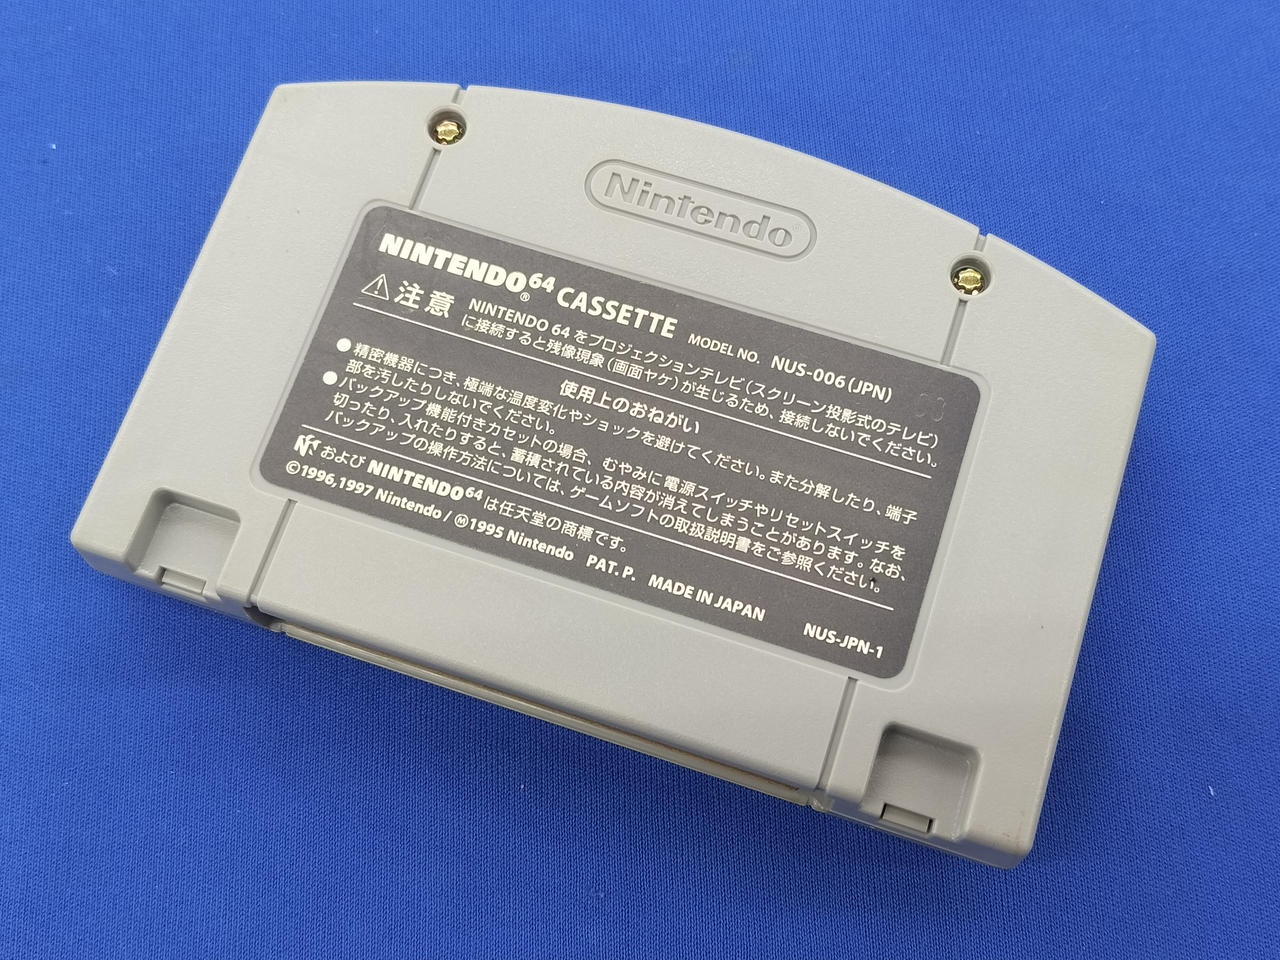 Nintendo
NINTENDO64® CASSETTE MODEL NO. NUS-006(JPN)
⚠注意 NINTENDO 64 をプロジェクションテレビ(スクリーン投影式のテレビ)
に接続すると残像現象(画面ヤケ)が生じるため、接続しないでください。
使用上のおねがい
●精密機器につき、極端な温度変化やショックを避けてください。また分解したり、端子
部を汚したりしないでください。
●バックアップ機能付きカセットの場合、むやみに電源スイッチやリセットスイッチを
切ったり、入れたりすると、蓄積されている内容が消えてしまうことがあります。なお、
バックアップの操作方法については、ゲームソフトの取扱説明書をご参照ください。
および NINTENDO64 は任天堂の商標です。
©1996,1997 Nintendo / Ⓜ1995 Nintendo PAT. P. MADE IN JAPAN NUS-JPN-1